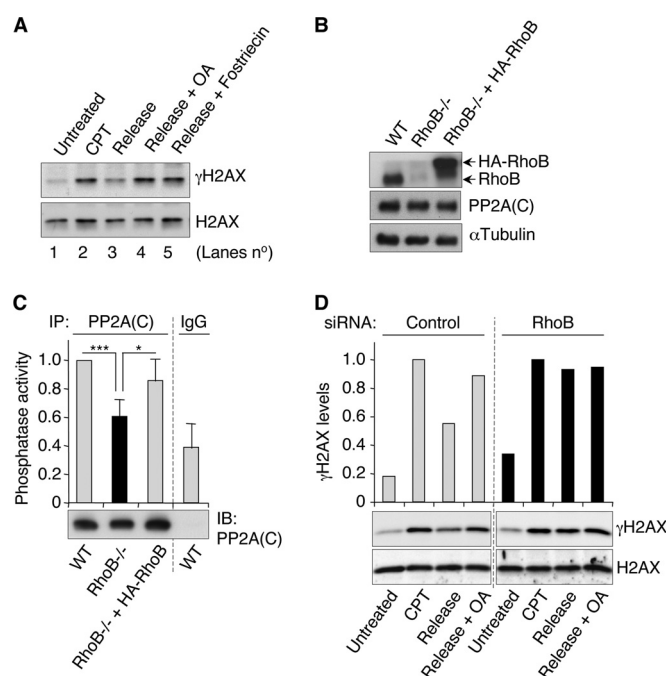 A
Untreated
CPT
Release
Release + OA
Release + Fostriecin
γH2AX
H2AX
1 2 3 4 5 (Lanes nº)
B
WT
RhoB-/-
RhoB-/- + HA-RhoB
HA-RhoB
RhoB
PP2A(C)
αTubulin
C
IP: PP2A(C) IgG
*** *
Phosphatase activity
1.0
0.8
0.6
0.4
0.2
0
IB:
PP2A(C)
WT
RhoB-/-
RhoB-/- + HA-RhoB
WT
D
siRNA: Control RhoB
γH2AX levels
1.0
0.8
0.6
0.4
0.2
γH2AX
H2AX
Untreated
CPT
Release
Release + OA
Untreated
CPT
Release
Release + OA